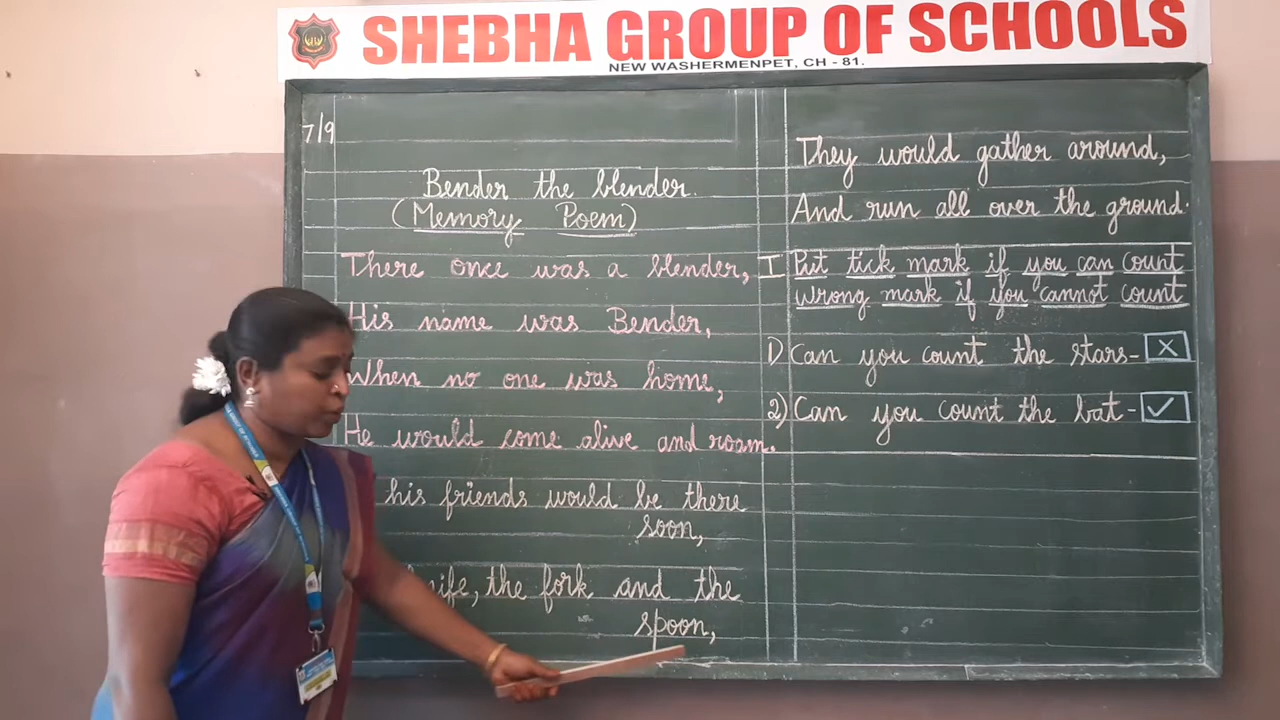 SHEBHA GROUP OF SCHOOLS
NEW WASHERMENPET, CH - 81.
7/9
Bender the blender.
(Memory Poem)
There once was a blender,
His name was Bender,
When no one was home,
He would come alive and roam.
his friends would be there
soon,
the fork and the
spoon,
They would gather around,
And run all over the ground.
I Put tick mark if you can count
wrong mark if you cannot count
1) Can you count the stars- ☒
2) Can you count the bat- ☑